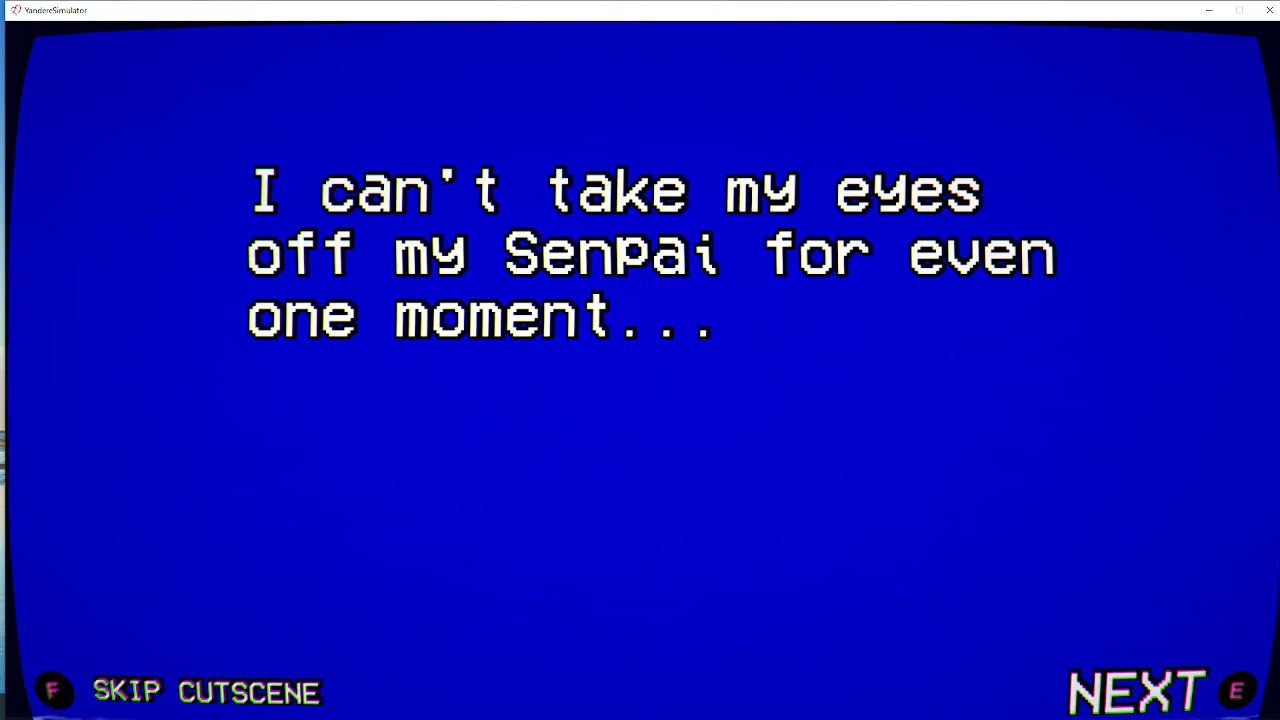 YandereSimulator
I can't take my eyes
off my Senpai for even
one moment...
F SKIP CUTSCENE
NEXT E